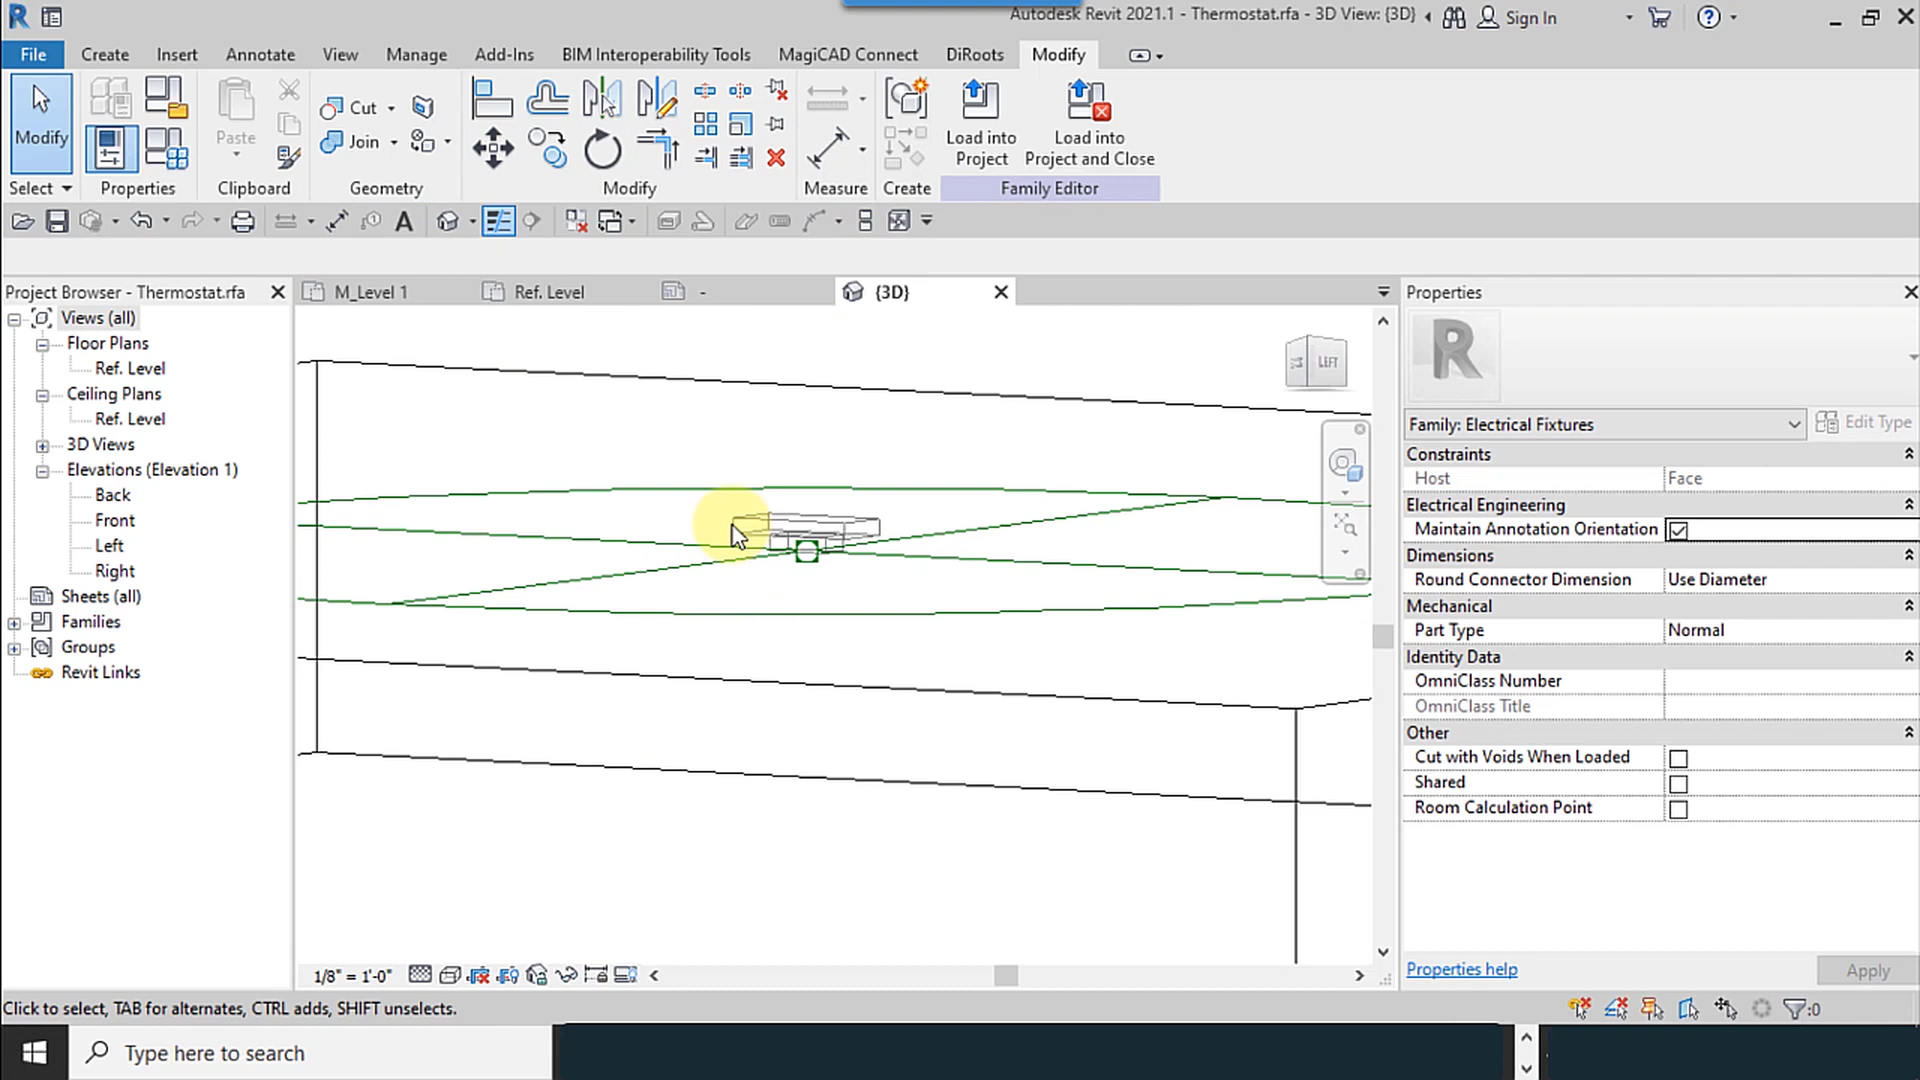 Autodesk Revit 2021.1 - Thermostat.rfa - 3D View: {3D}
Sign In
File
Create
Insert
Annotate
View
Manage
Add-Ins
BIM Interoperability Tools
MagiCAD Connect
DiRoots
Modify
Modify
Paste
Cut
Join
Load into
Project
Load into
Project and Close
Select
Properties
Clipboard
Geometry
Modify
Measure
Create
Family Editor
Project Browser - Thermostat.rfa
Views (all)
Floor Plans
Ref. Level
Ceiling Plans
Ref. Level
3D Views
Elevations (Elevation 1)
Back
Front
Left
Right
Sheets (all)
Families
Groups
Revit Links
M_Level 1
Ref. Level
-
{3D}
LEFT
1/8" = 1'-0"
Properties
Family: Electrical Fixtures
Edit Type
Constraints
Host Face
Electrical Engineering
Maintain Annotation Orientation
Dimensions
Round Connector Dimension Use Diameter
Mechanical
Part Type Normal
Identity Data
OmniClass Number
OmniClass Title
Other
Cut with Voids When Loaded
Shared
Room Calculation Point
Properties help
Apply
Click to select, TAB for alternates, CTRL adds, SHIFT unselects.
:0
Type here to search